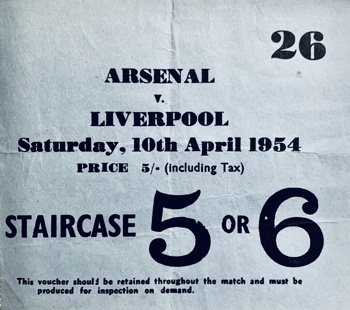 26
ARSENAL
v.
LIVERPOOL
Saturday, 10th April 1954
PRICE 5/- (including Tax)
STAIRCASE 5 OR 6
This voucher should be retained throughout the match and must be
produced for inspection on demand.